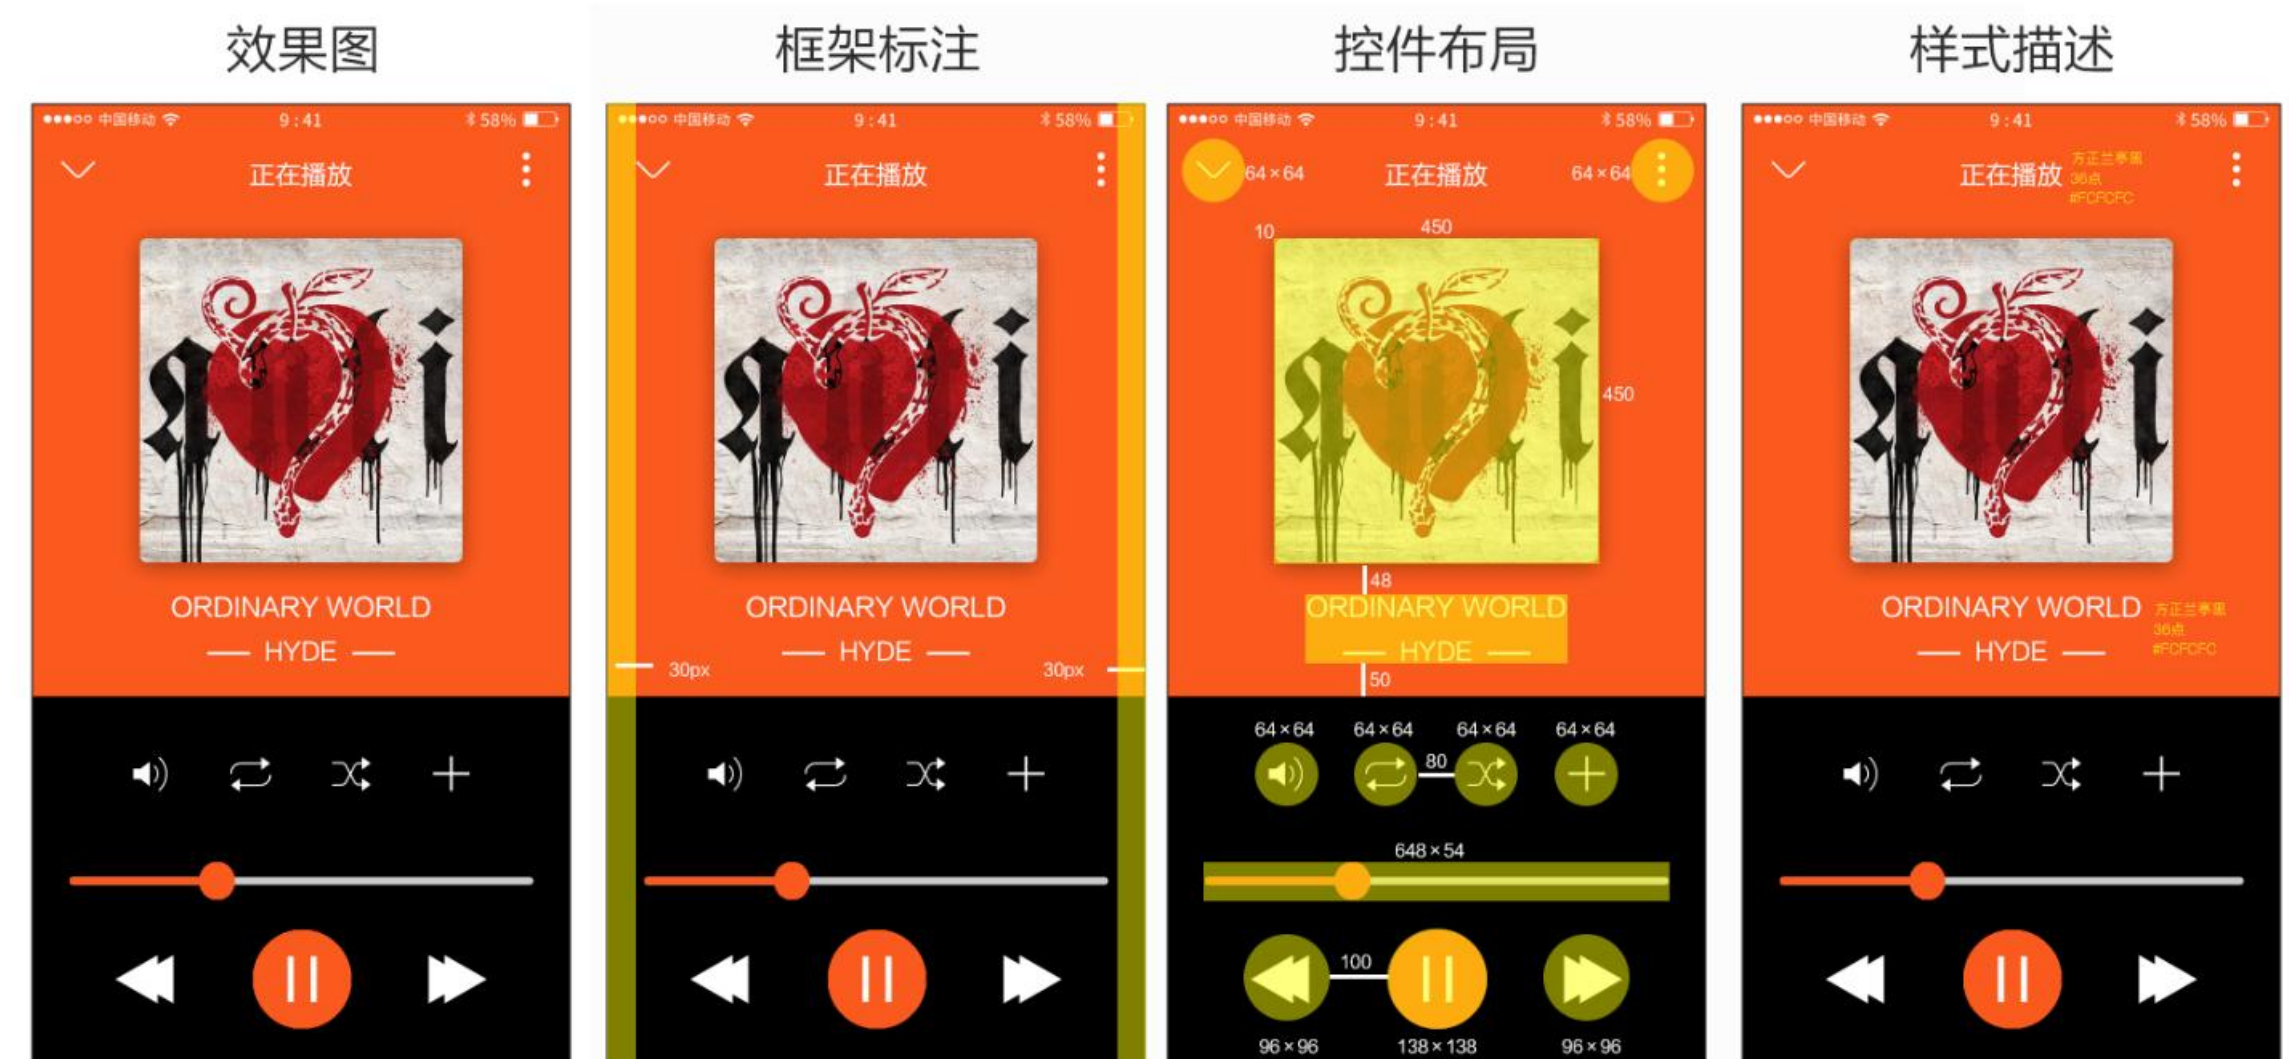 效果图
框架标注
控件布局
样式描述
中国移动 9:41 58%
正在播放
ORDINARY WORLD
HYDE
中国移动 9:41 58%
正在播放
ORDINARY WORLD
HYDE
30px
30px
中国移动 9:41 58%
64×64 正在播放 64×64
10
450
450
48
ORDINARY WORLD
HYDE
50
64×64 64×64 64×64 64×64
80
648×54
100
96×96 138×138 96×96
中国移动 9:41 58%
正在播放
方正兰亭黑
36点
#FCFCFC
ORDINARY WORLD
方正兰亭黑
36点
#FCFCFC
HYDE